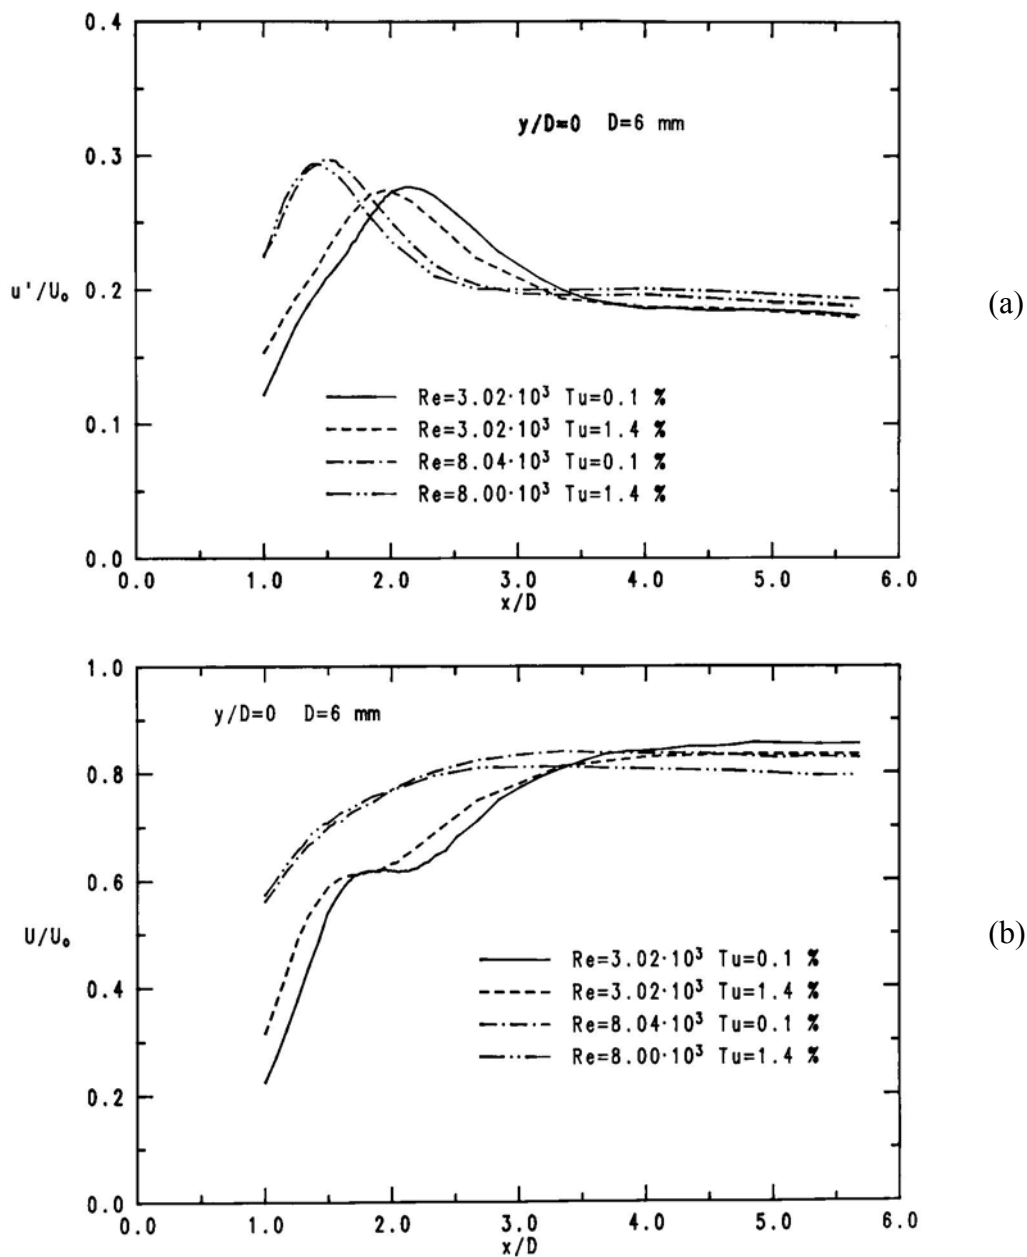 0.4
y/D=0 D=6 mm
0.3
u'/U₀
0.2
(a)
0.1
Re=3.02·10³ Tu=0.1 %
Re=3.02·10³ Tu=1.4 %
Re=8.04·10³ Tu=0.1 %
Re=8.00·10³ Tu=1.4 %
0.0
0.0 1.0 2.0 3.0 4.0 5.0 6.0
x/D
1.0
y/D=0 D=6 mm
0.8
0.6
U/U₀
(b)
0.4
Re=3.02·10³ Tu=0.1 %
Re=3.02·10³ Tu=1.4 %
Re=8.04·10³ Tu=0.1 %
Re=8.00·10³ Tu=1.4 %
0.2
0.0
0.0 1.0 2.0 3.0 4.0 5.0 6.0
x/D